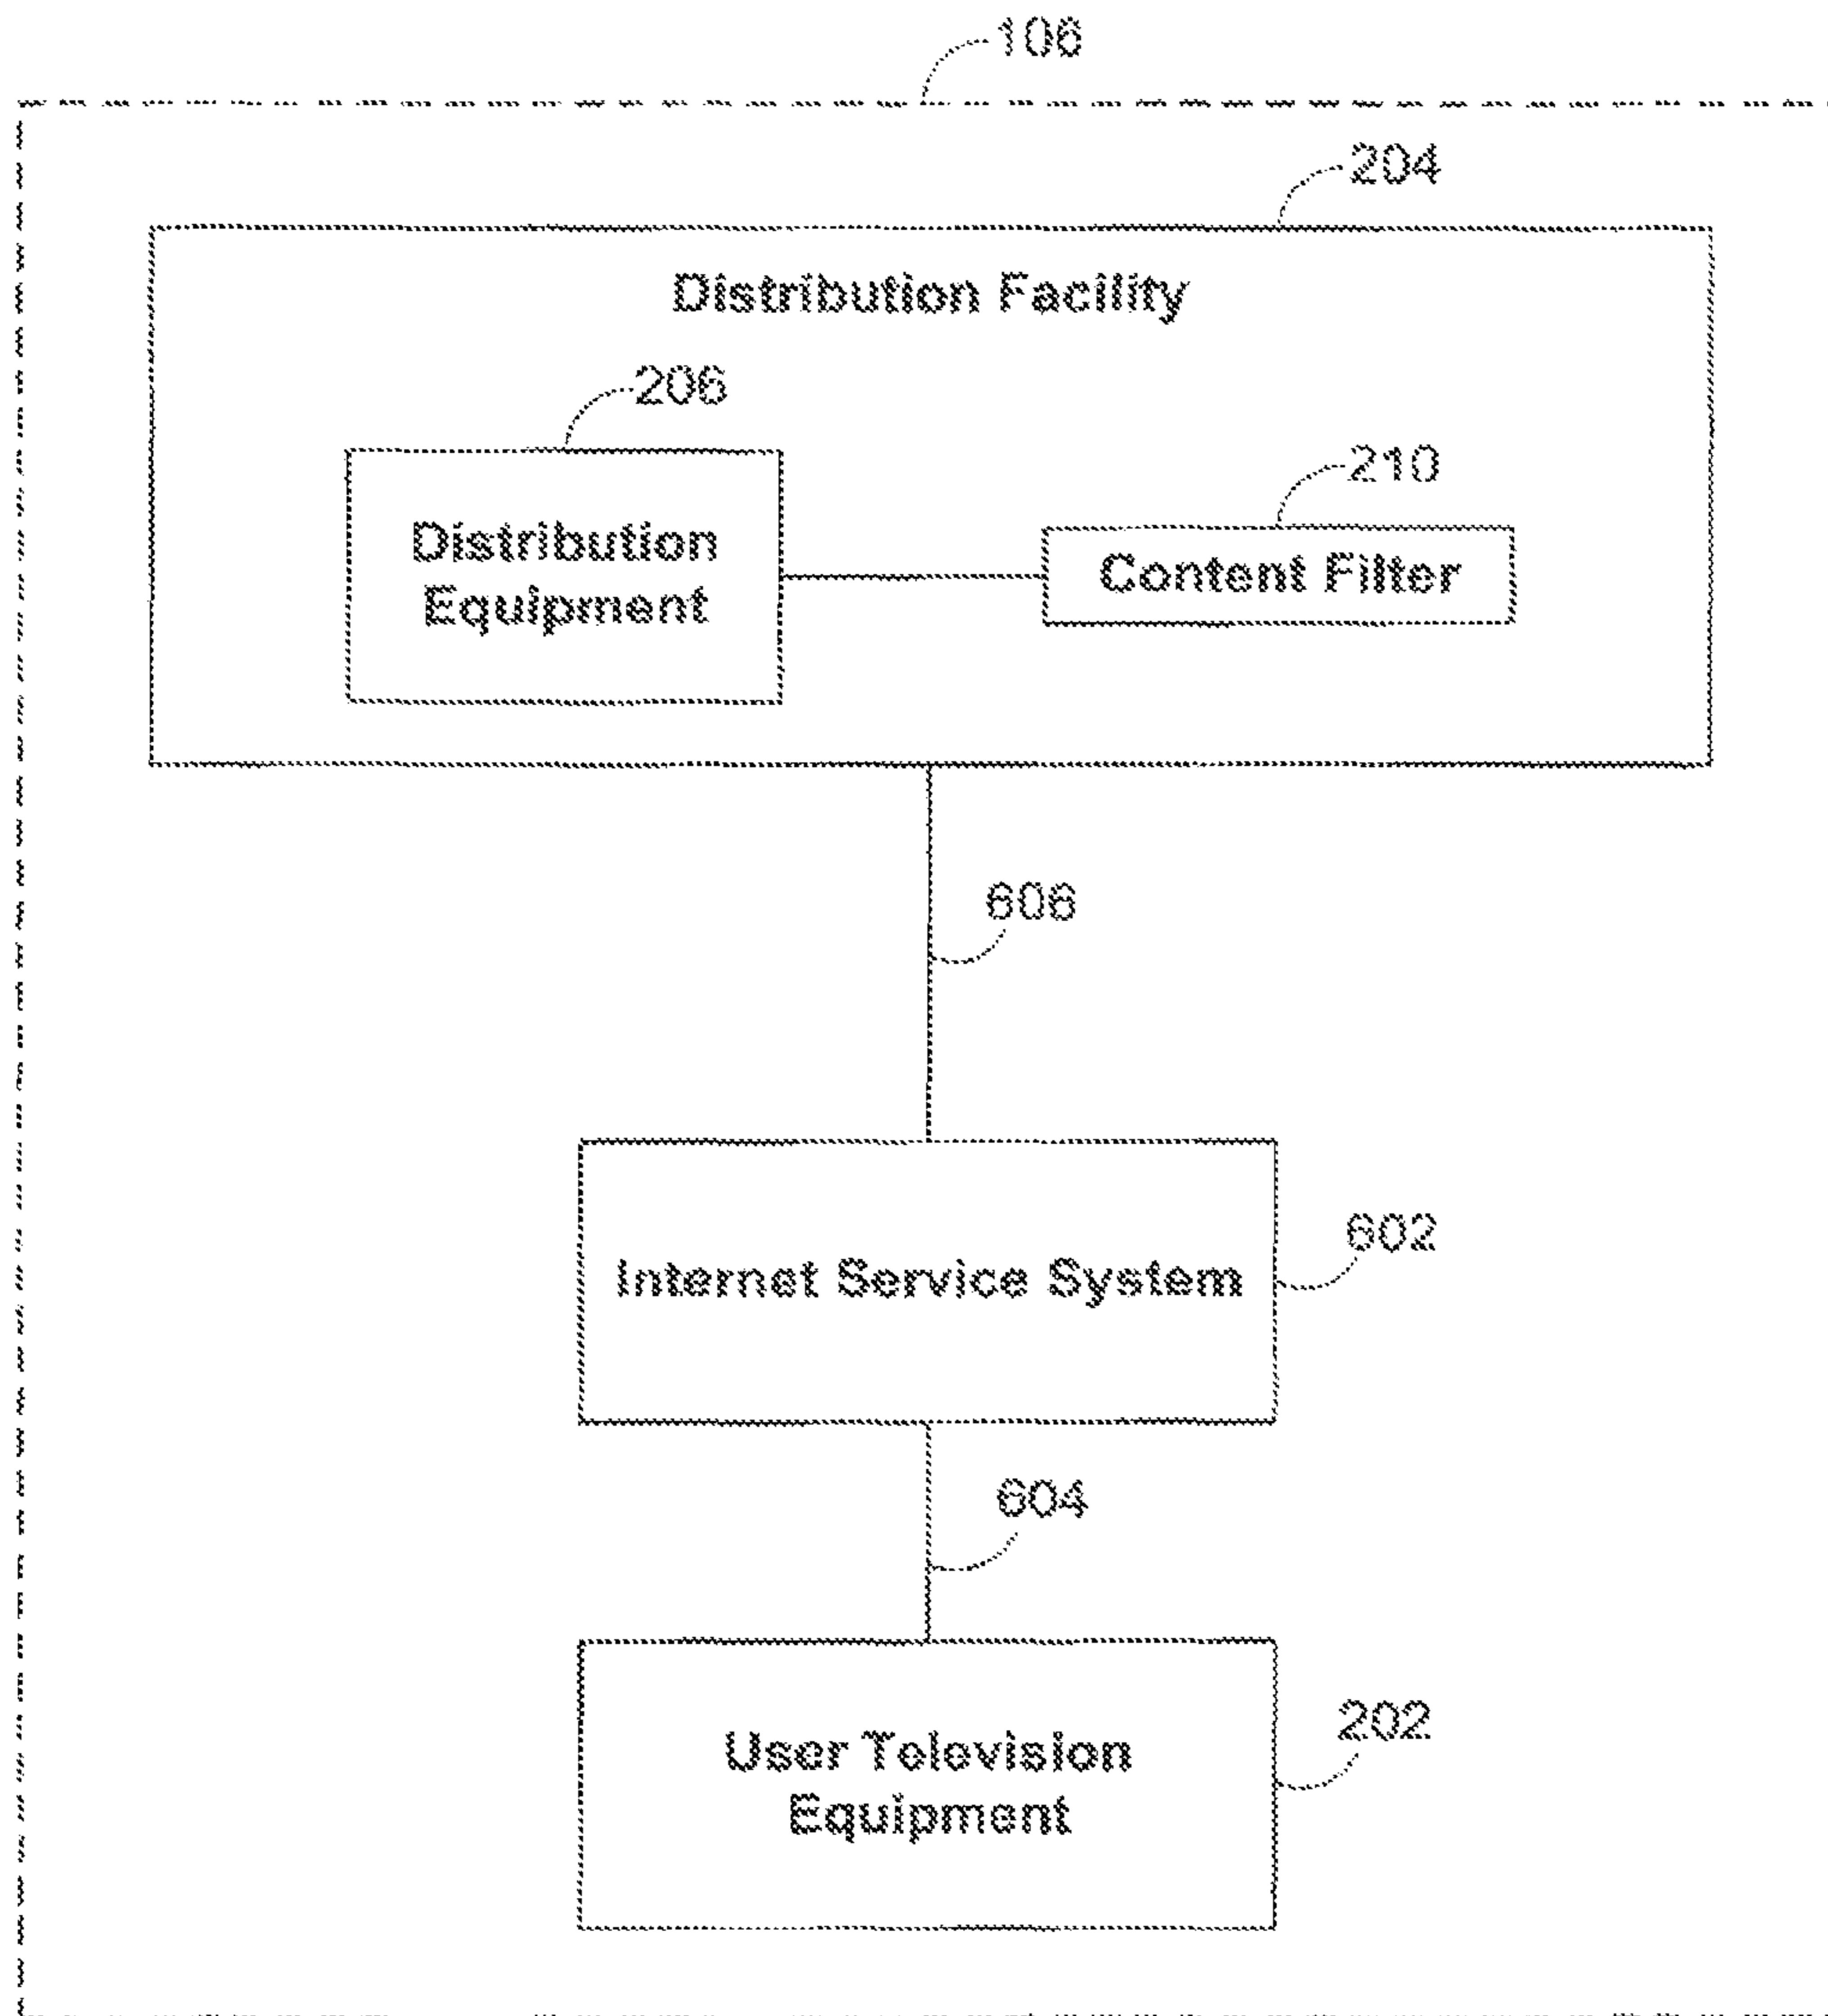 106
204
Distribution Facility
206
210
Distribution
Equipment
Content Filter
606
Internet Service System
602
604
User Television
Equipment
202